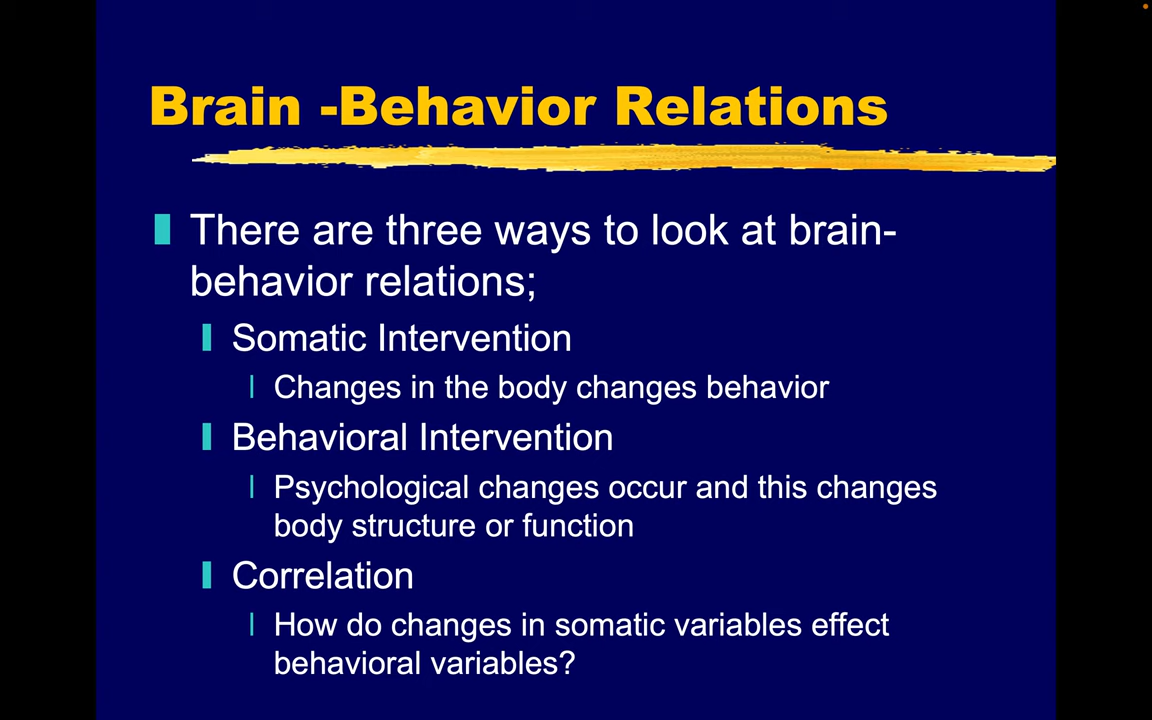 Brain -Behavior Relations
There are three ways to look at brain-
behavior relations;
Somatic Intervention
Changes in the body changes behavior
Behavioral Intervention
Psychological changes occur and this changes
body structure or function
Correlation
How do changes in somatic variables effect
behavioral variables?